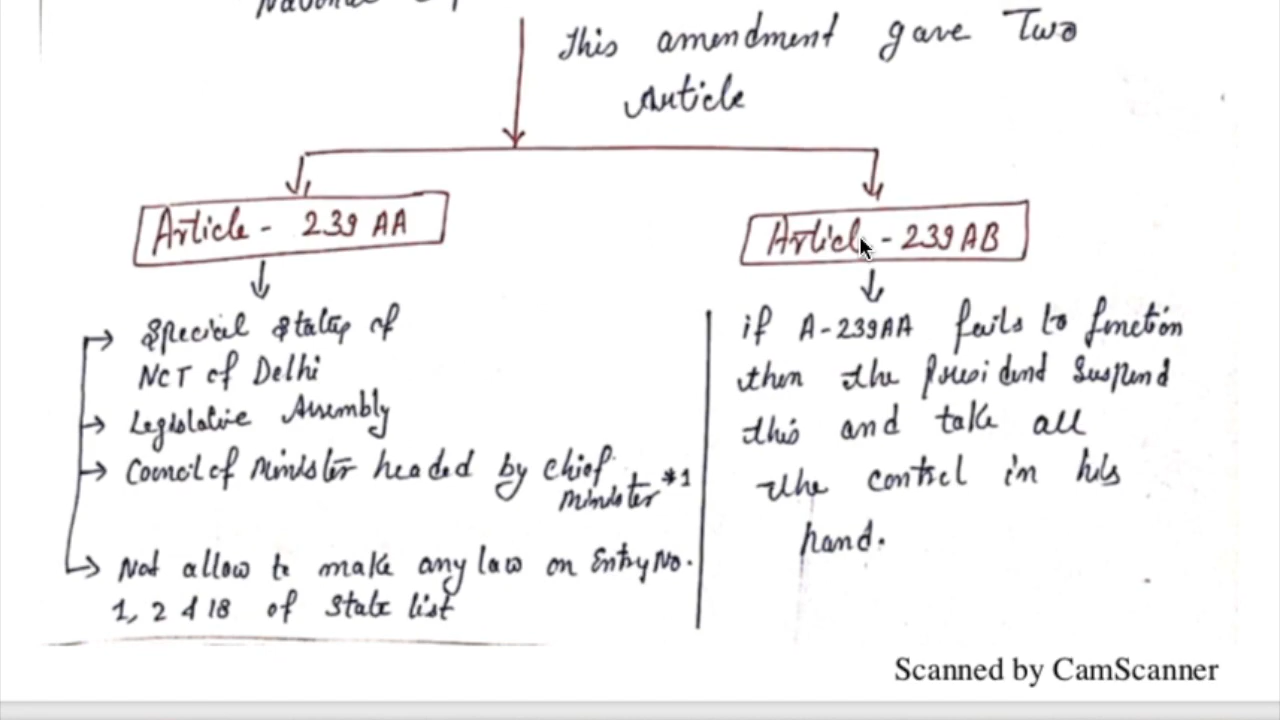 National
This amendment gave Two
Article
Article - 239 AA
Article - 239 AB
Special Status of
NCT of Delhi
Legislative Assembly
Council of Minister headed by Chief
Minister *1
Not allow to make any law on Entry No.
1, 2 & 18 of State list
if A-239AA fails to function
then the President Suspend
this and take all
the control in his
hand.
Scanned by CamScanner